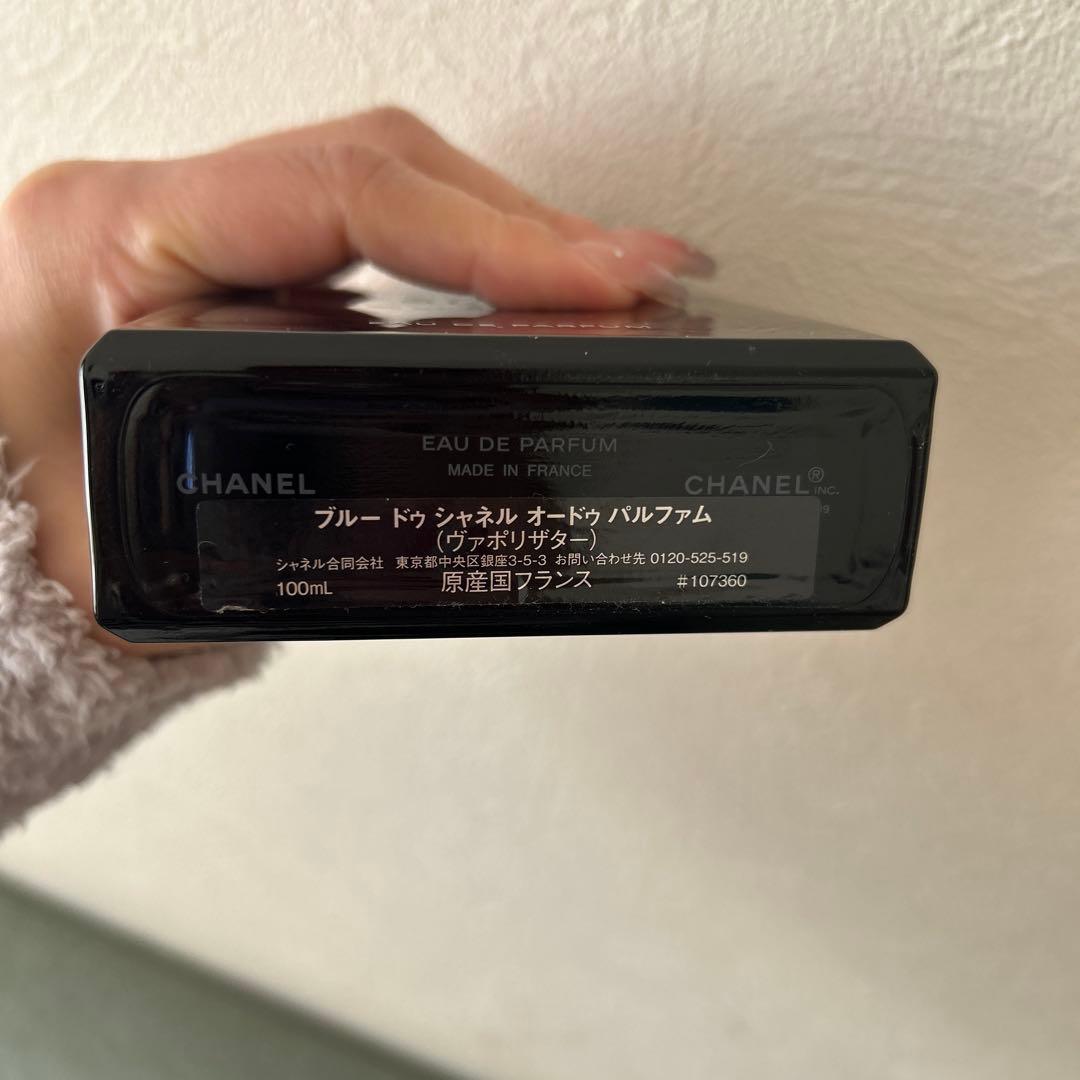 EAU DE PARFUM
EAU DE PARFUM
MADE IN FRANCE
CHANEL
CHANEL® INC.
ブルー ドゥ シャネル オードゥ パルファム
(ヴァポリザター)
シャネル合同会社 東京都中央区銀座3-5-3 お問い合わせ先 0120-525-519
100mL 原産国フランス #107360